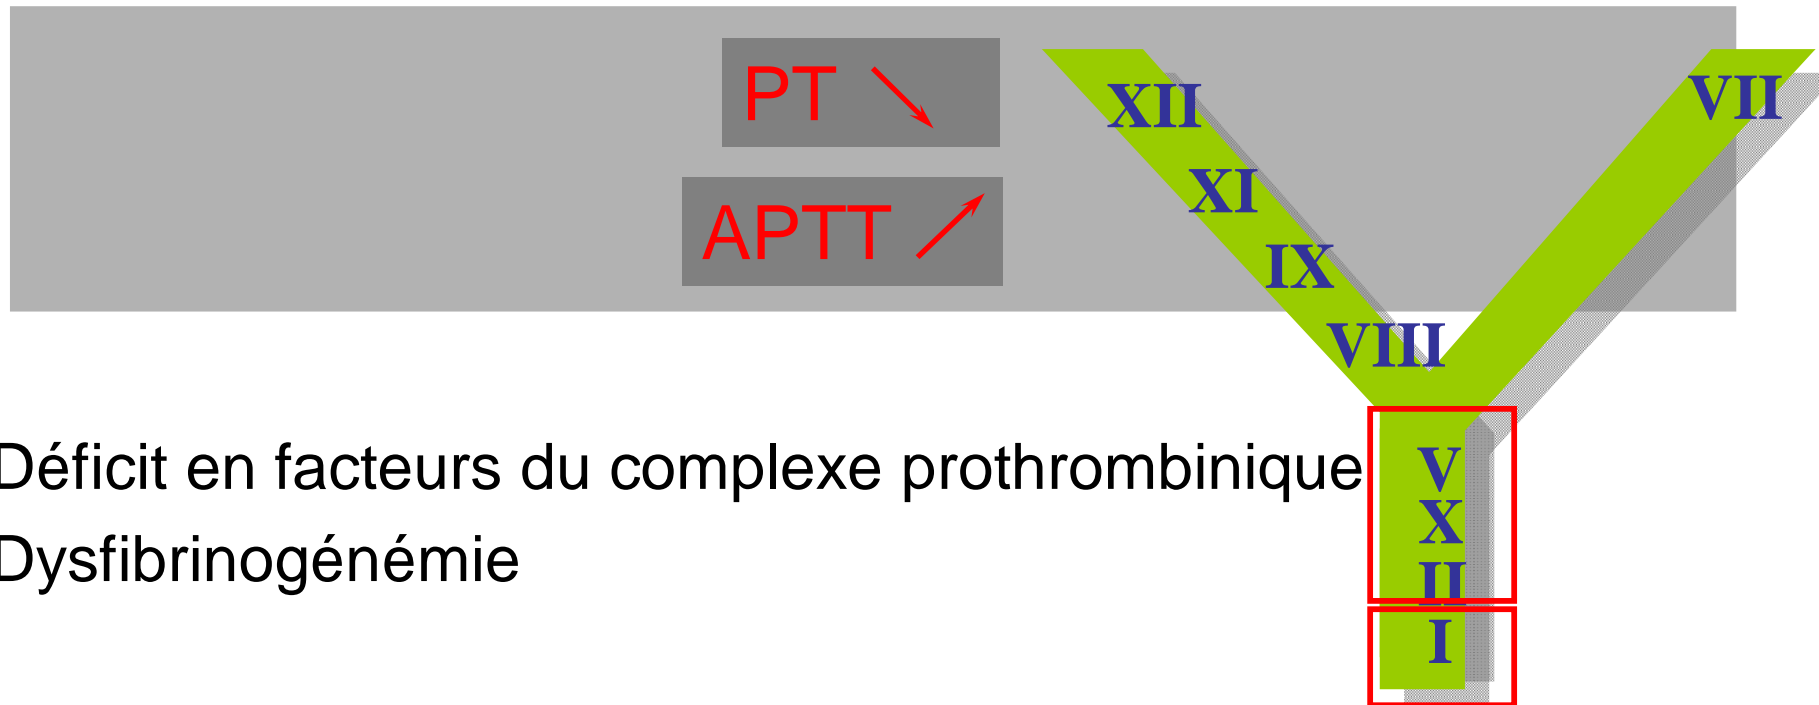 PT
APTT
XII
XI
IX
VIII
VII
V
X
II
I
Déficit en facteurs du complexe prothrombinique
Dysfibrinogénémie